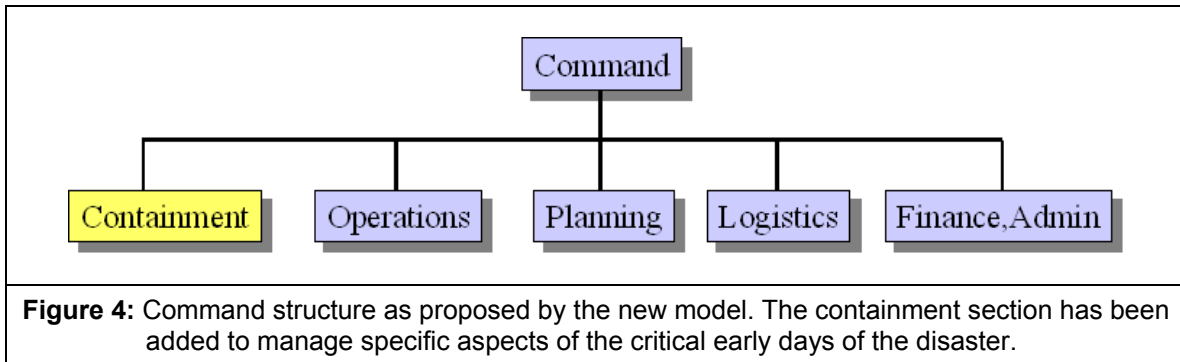 Command
Containment
Operations
Planning
Logistics
Finance,Admin
Figure 4: Command structure as proposed by the new model. The containment section has been
added to manage specific aspects of the critical early days of the disaster.